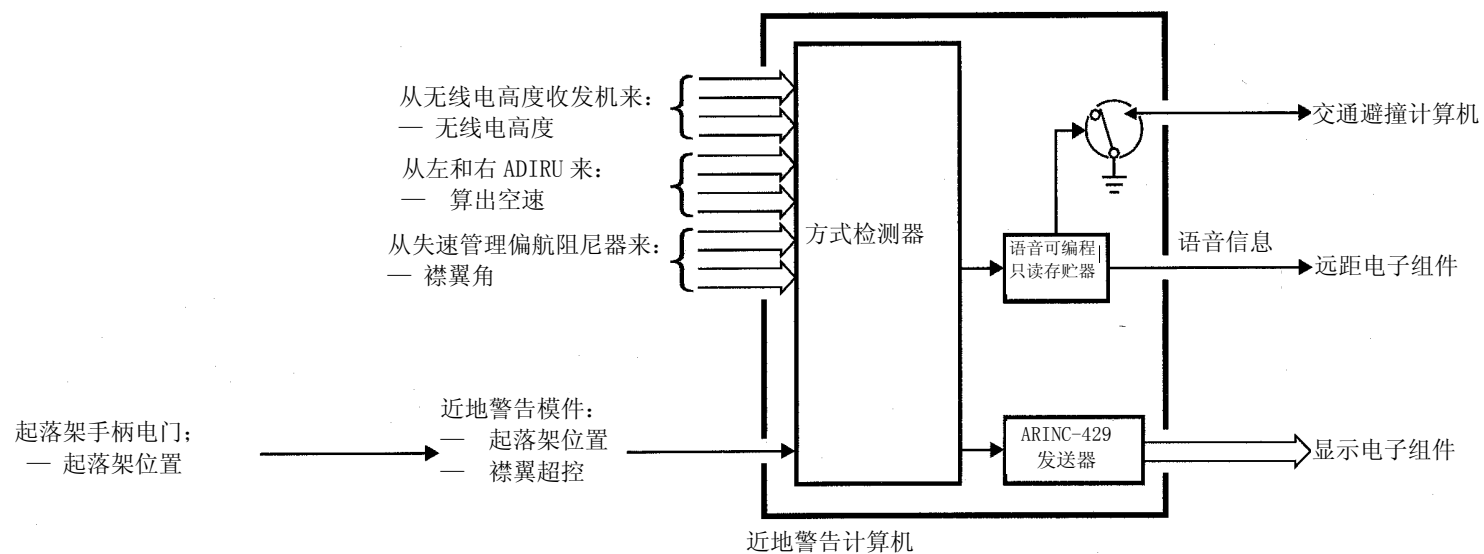 从无线电高度收发机来：
— 无线电高度
从左和右 ADIRU 来：
— 算出空速
从失速管理偏航阻尼器来：
— 襟翼角
起落架手柄电门；
— 起落架位置
近地警告模件：
— 起落架位置
— 襟翼超控
方式检测器
语音可编程
只读存贮器
ARINC-429
发送器
语音信息
交通避撞计算机
远距电子组件
显示电子组件
近地警告计算机